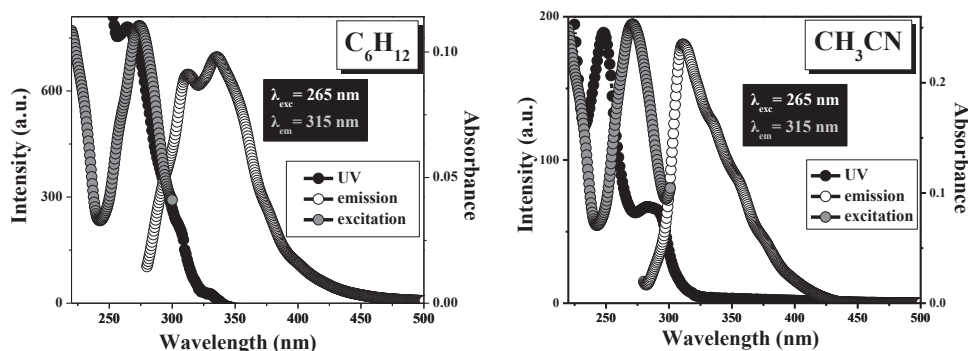 C6H12
λexc= 265 nm
λem= 315 nm
UV
emission
excitation
Intensity (a.u.)
600
300
0
Absorbance
0.10
0.05
0.00
250 300 350 400 450 500
Wavelength (nm)
CH3CN
λexc= 265 nm
λem= 315 nm
UV
emission
excitation
Intensity (a.u.)
200
150
100
50
0
Absorbance
0.2
0.1
0.0
250 300 350 400 450 500
Wavelength (nm)